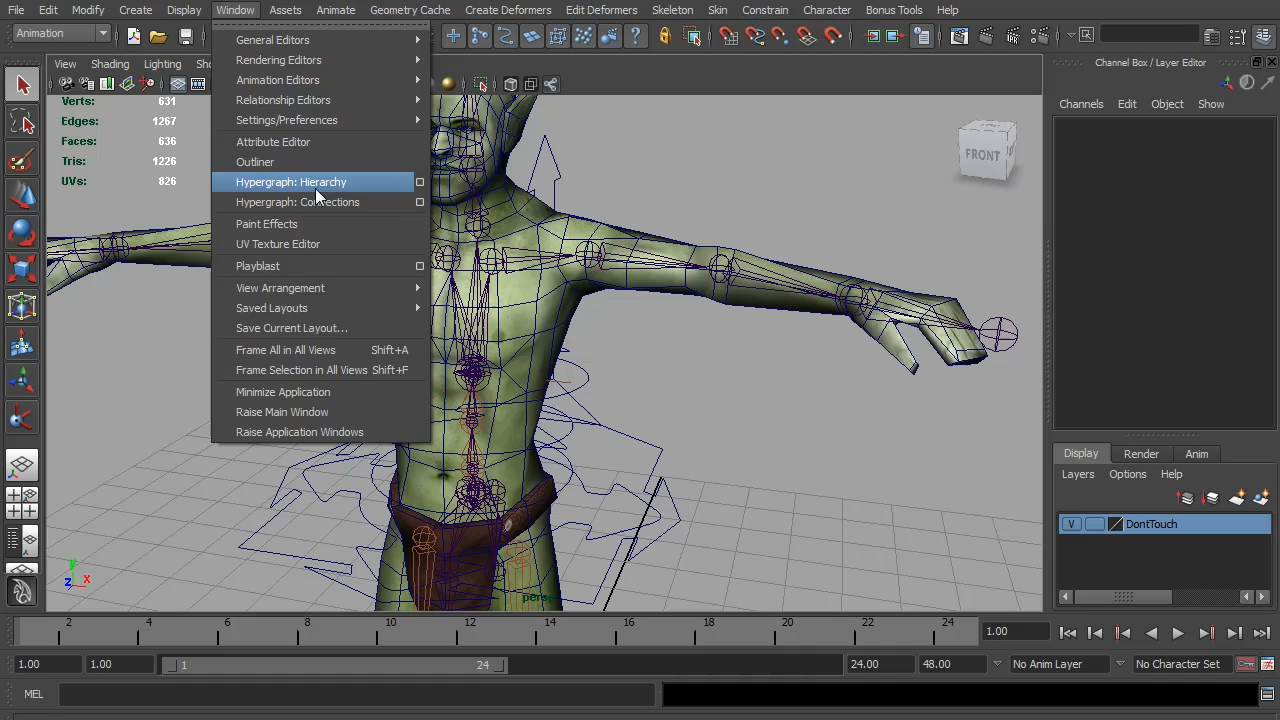 File Edit Modify Create Display Window Assets Animate Geometry Cache Create Deformers Edit Deformers Skeleton Skin Constrain Character Bonus Tools Help
Animation
General Editors
Rendering Editors
Animation Editors
Relationship Editors
Settings/Preferences
Attribute Editor
Outliner
Hypergraph: Hierarchy
Hypergraph: Connections
Paint Effects
UV Texture Editor
Playblast
View Arrangement
Saved Layouts
Save Current Layout...
Frame All in All Views Shift+A
Frame Selection in All Views Shift+F
Minimize Application
Raise Main Window
Raise Application Windows
View Shading Lighting
Verts: 631
Edges: 1267
Faces: 636
Tris: 1226
UVs: 826
FRONT
y
z x
persp
Channel Box / Layer Editor
Channels Edit Object Show
Display Render Anim
Layers Options Help
V DontTouch
2 4 6 8 10 12 14 16 18 20 22 24
1.00
1.00 1.00 1 24 24.00 48.00 No Anim Layer No Character Set
MEL